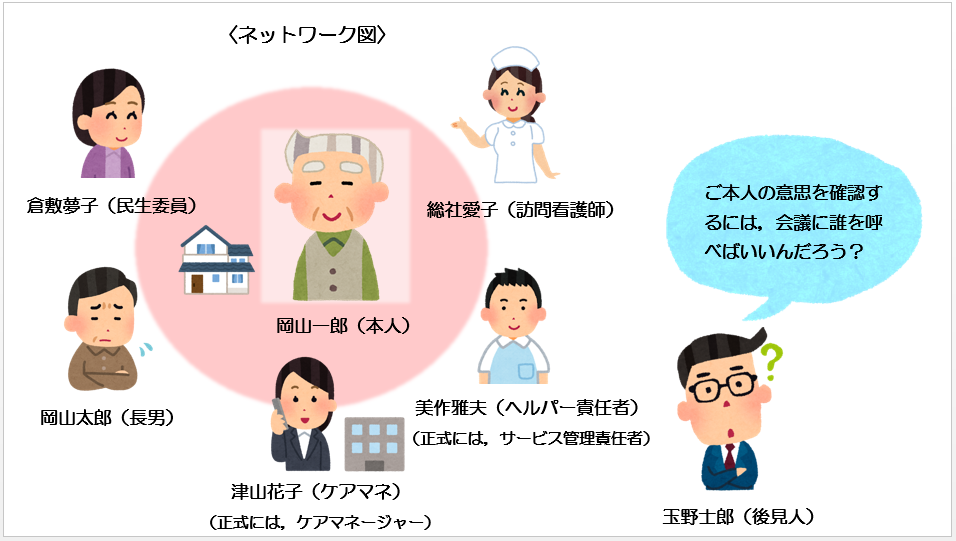 〈ネットワーク図〉
倉敷夢子（民生委員）
総社愛子（訪問看護師）
ご本人の意思を確認す
るには，会議に誰を呼
べばいいんだろう？
岡山一郎（本人）
岡山太郎（長男）
美作雅夫（ヘルパー責任者）
（正式には，サービス管理責任者）
津山花子（ケアマネ）
（正式には，ケアマネージャー）
玉野士郎（後見人）